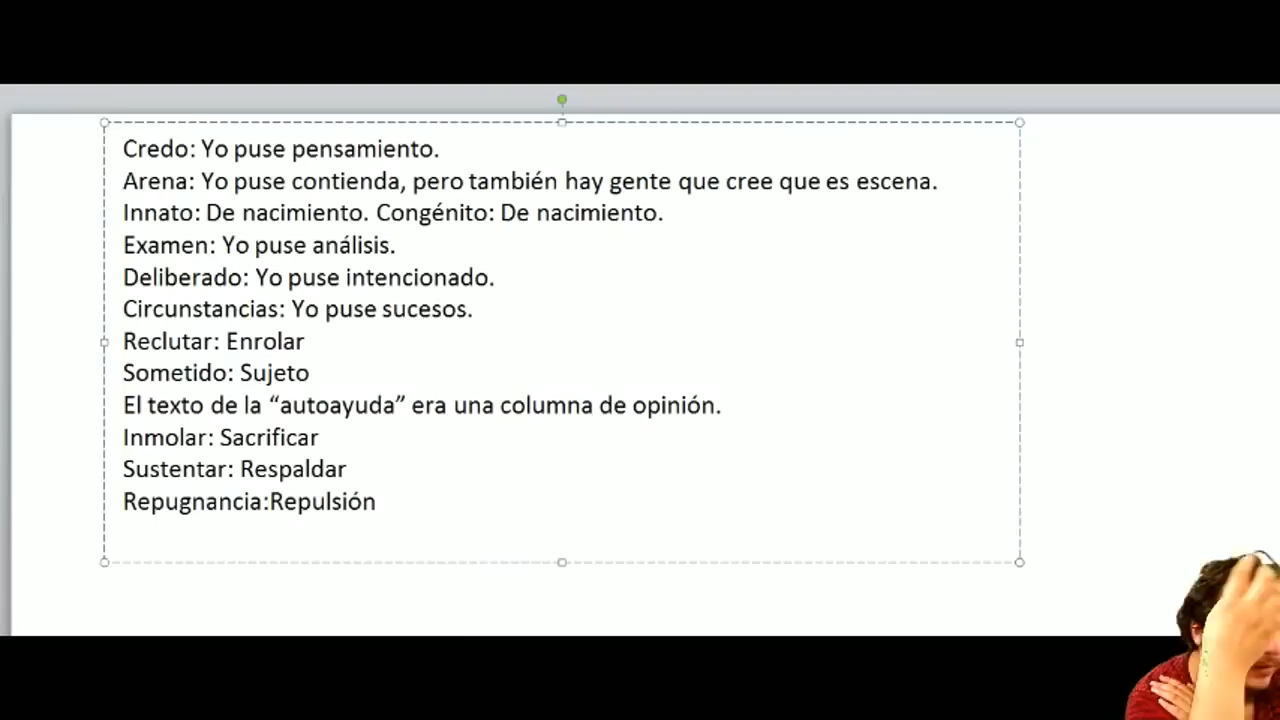 Credo: Yo puse pensamiento.
Arena: Yo puse contienda, pero también hay gente que cree que es escena.
Innato: De nacimiento. Congénito: De nacimiento.
Examen: Yo puse análisis.
Deliberado: Yo puse intencionado.
Circunstancias: Yo puse sucesos.
Reclutar: Enrolar
Sometido: Sujeto
El texto de la “autoayuda” era una columna de opinión.
Inmolar: Sacrificar
Sustentar: Respaldar
Repugnancia:Repulsión